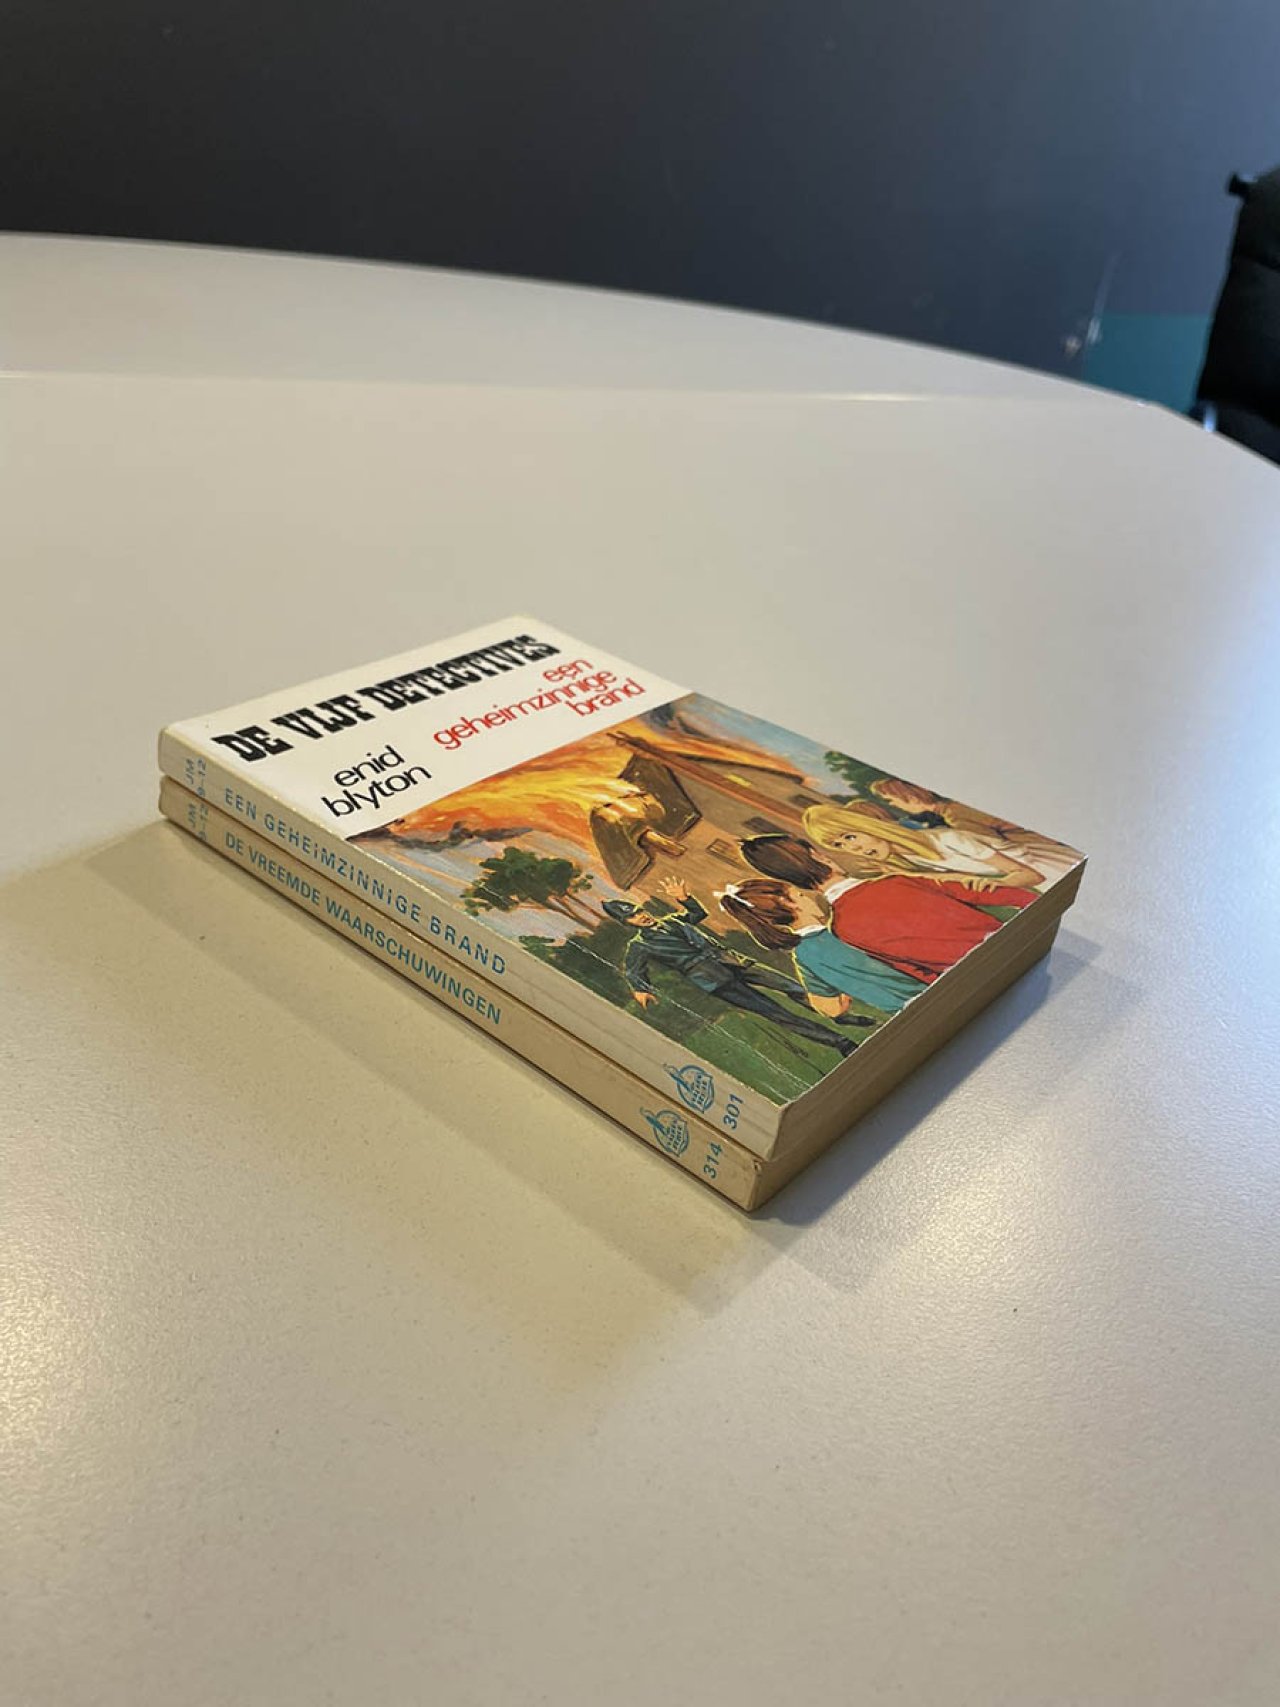 DE VIJF DETECTIVES
een
geheimzinnige
brand
enid
blyton
JM
9-12
EEN GEHEIMZINNIGE BRAND
301
JM
9-12
DE VREEMDE WAARSCHUWINGEN
314